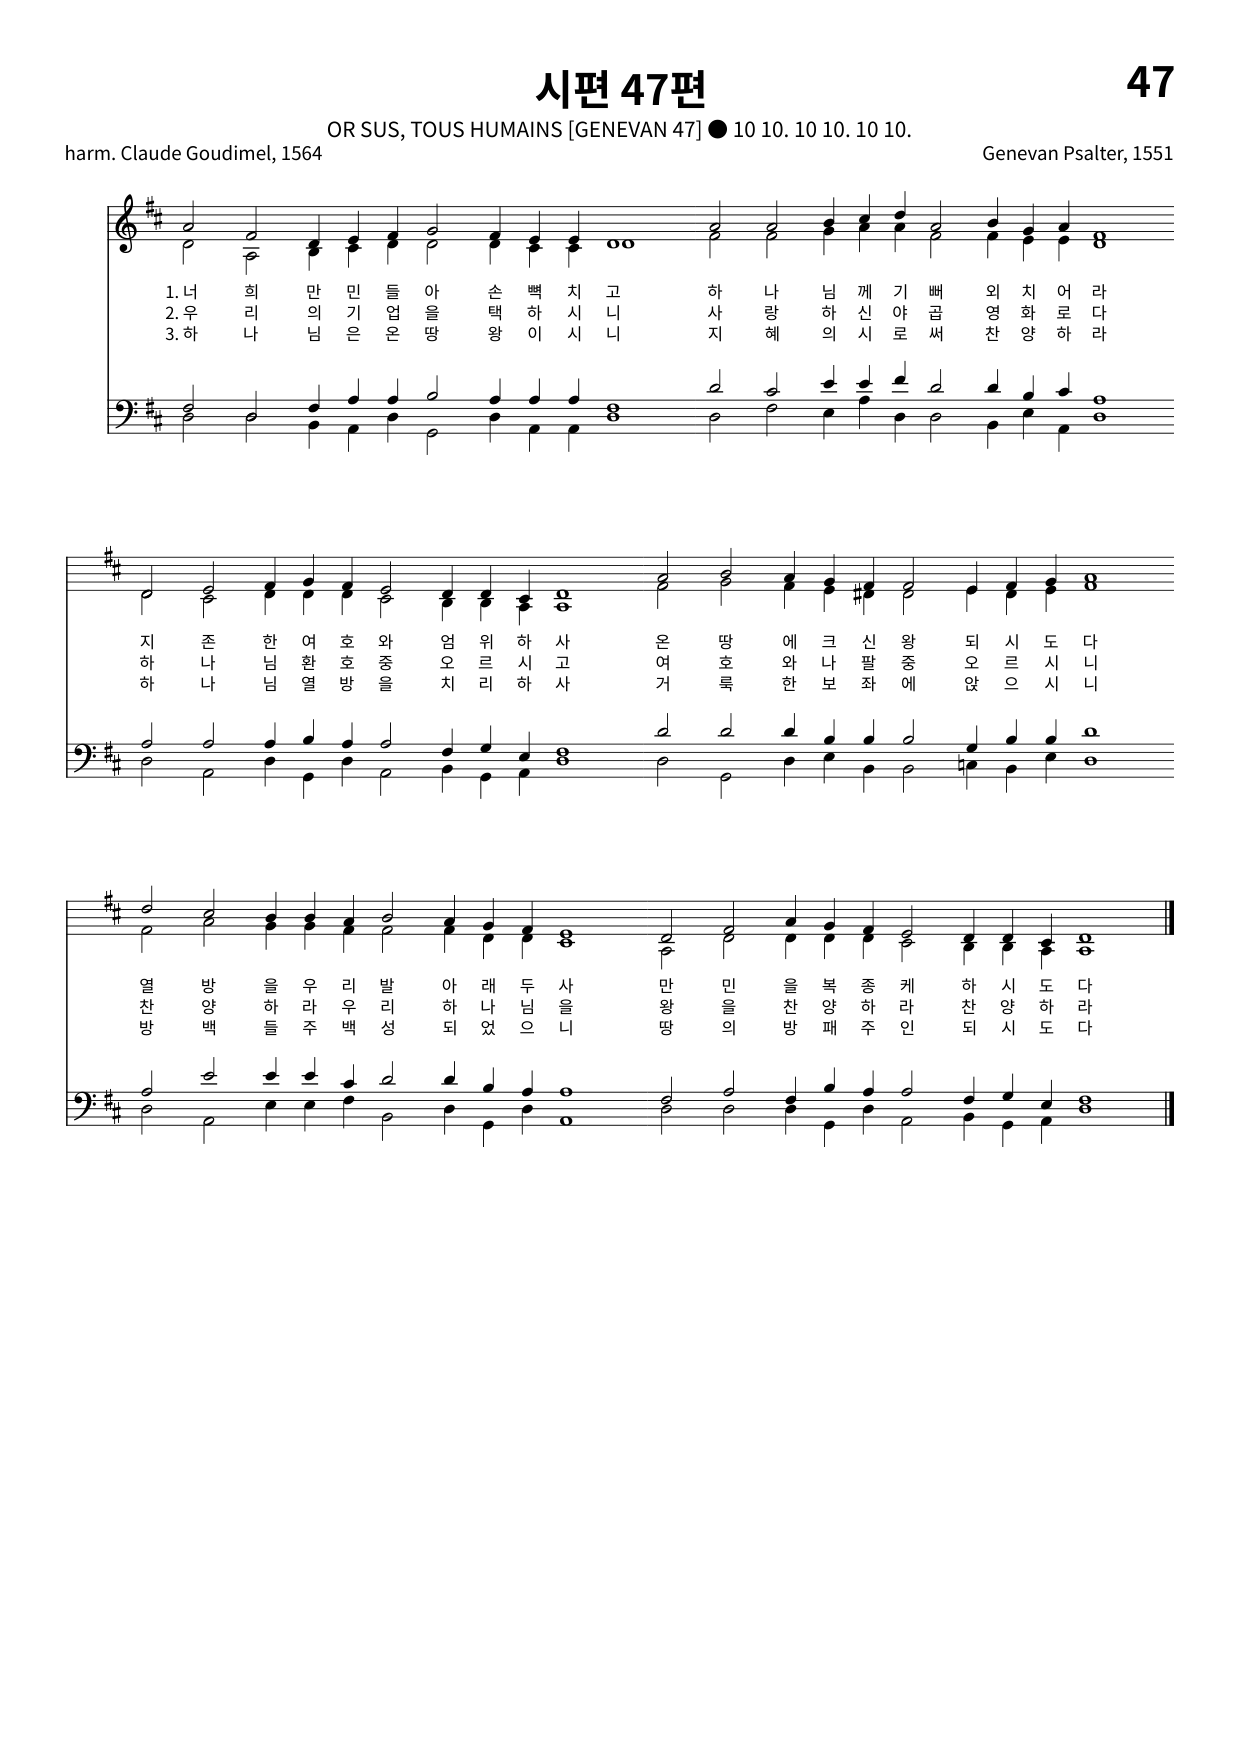 시편 47편
47
OR SUS, TOUS HUMAINS [GENEVAN 47] ● 10 10. 10 10. 10 10.
harm. Claude Goudimel, 1564
Genevan Psalter, 1551
1. 너 희 만 민 들 아 손 뼉 치 고 하 나 님 께 기 뻐 외 치 어 라
2. 우 리 의 기 업 을 택 하 시 니 사 랑 하 신 야 곱 영 화 로 다
3. 하 나 님 은 온 땅 왕 이 시 니 지 혜 의 시 로 써 찬 양 하 라
지 존 한 여 호 와 엄 위 하 사 온 땅 에 크 신 왕 되 시 도 다
하 나 님 환 호 중 오 르 시 고 여 호 와 나 팔 중 오 르 시 니
하 나 님 열 방 을 치 리 하 사 거 룩 한 보 좌 에 앉 으 시 니
열 방 을 우 리 발 아 래 두 사 만 민 을 복 종 케 하 시 도 다
찬 양 하 라 우 리 하 나 님 을 왕 을 찬 양 하 라 찬 양 하 라
방 백 들 주 백 성 되 었 으 니 땅 의 방 패 주 인 되 시 도 다